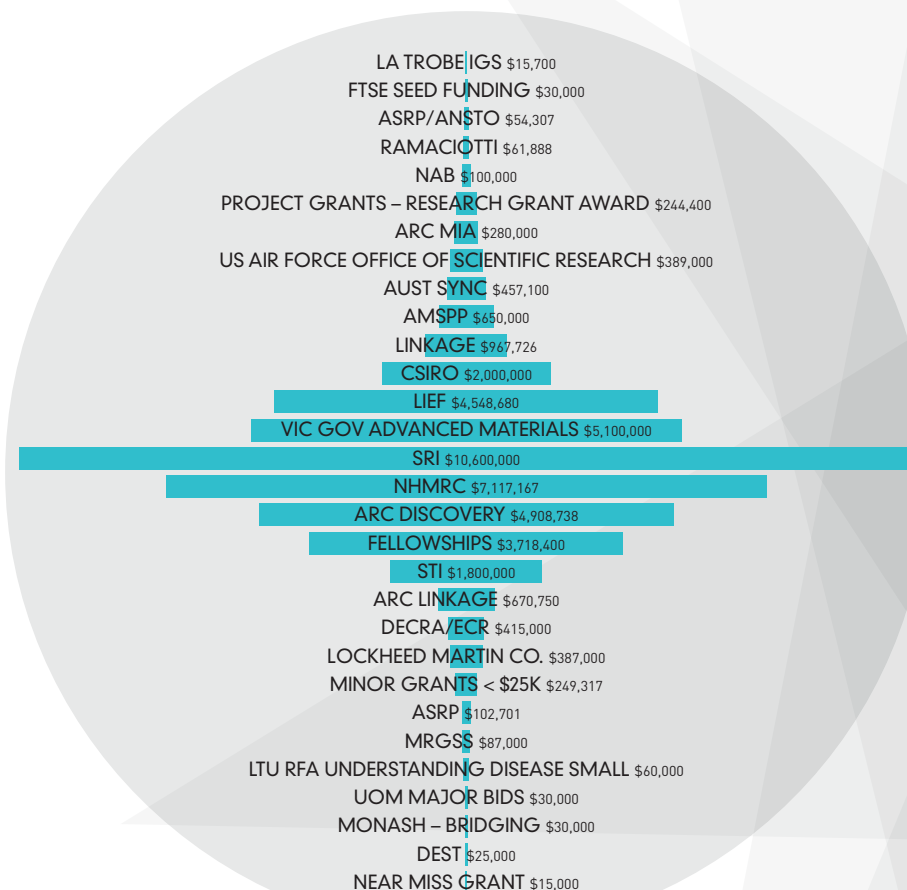 LA TROBE IGS $15,700
FTSE SEED FUNDING $30,000
ASRP/ANSTO $54,307
RAMACIOTTI $61,888
NAB $100,000
PROJECT GRANTS – RESEARCH GRANT AWARD $244,400
ARC MIA $280,000
US AIR FORCE OFFICE OF SCIENTIFIC RESEARCH $389,000
AUST SYNC $457,100
AMSPP $650,000
LINKAGE $967,726
CSIRO $2,000,000
LIEF $4,548,680
VIC GOV ADVANCED MATERIALS $5,100,000
SRI $10,600,000
NHMRC $7,117,167
ARC DISCOVERY $4,908,738
FELLOWSHIPS $3,718,400
STI $1,800,000
ARC LINKAGE $670,750
DECRA/ECR $415,000
LOCKHEED MARTIN CO. $387,000
MINOR GRANTS < $25K $249,317
ASRP $102,701
MRGSS $87,000
LTU RFA UNDERSTANDING DISEASE SMALL $60,000
UOM MAJOR BIDS $30,000
MONASH – BRIDGING $30,000
DEST $25,000
NEAR MISS GRANT $15,000